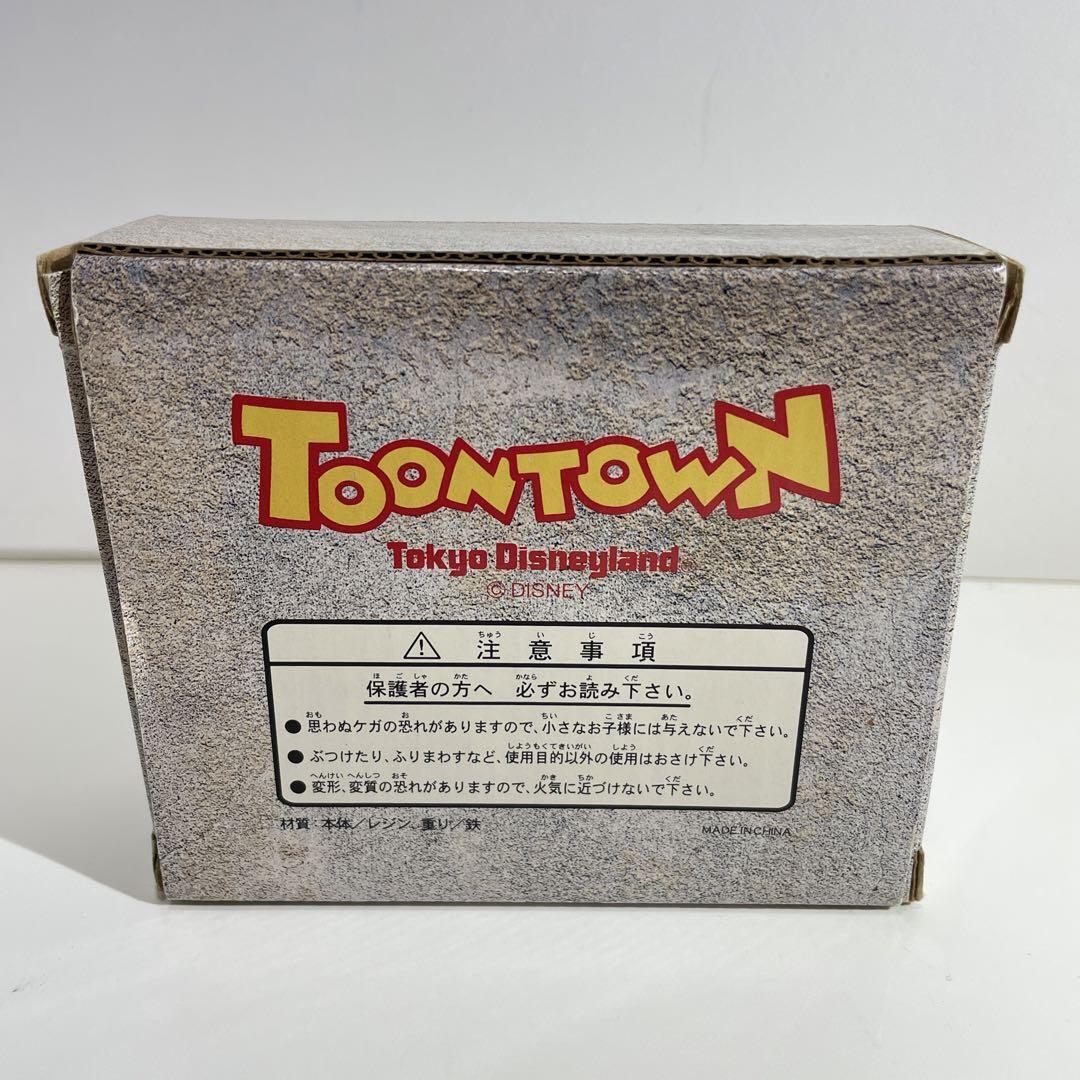 TOONTOWN
Tokyo Disneyland
© DISNEY
⚠ 注意事項
保護者の方へ 必ずお読み下さい。
●思わぬケガの恐れがありますので、小さなお子様には与えないで下さい。
●ぶつけたり、ふりまわすなど、使用目的以外の使用はおさけ下さい。
●変形、変質の恐れがありますので、火気に近づけないで下さい。
材質：本体／レジン、重り／鉄
MADE IN CHINA